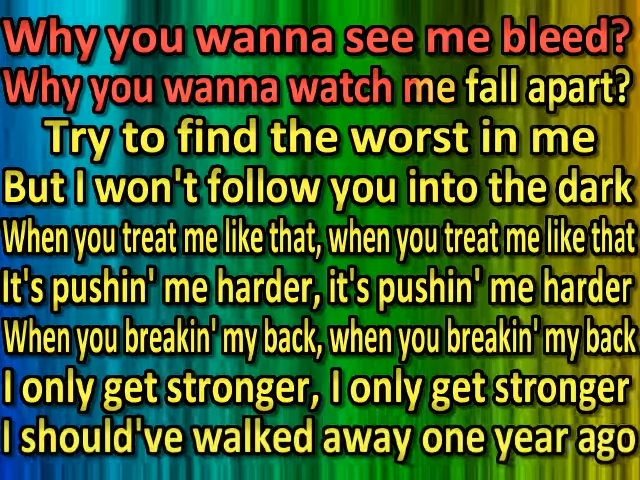 Why you wanna see me bleed?
Why you wanna watch me fall apart?
Try to find the worst in me
But I won't follow you into the dark
When you treat me like that, when you treat me like that
It's pushin' me harder, it's pushin' me harder
When you breakin' my back, when you breakin' my back
I only get stronger, I only get stronger
I should've walked away one year ago